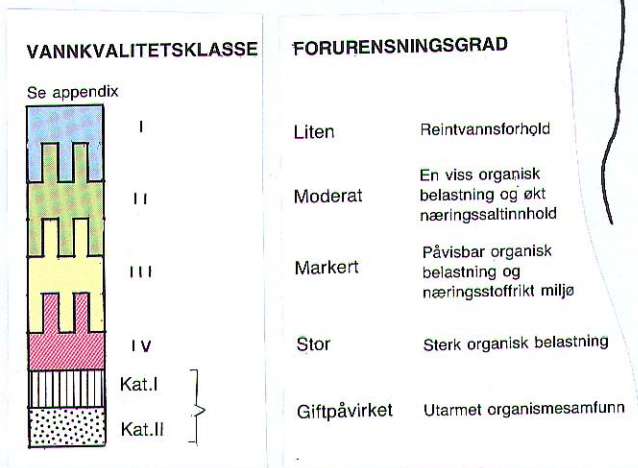 VANNKVALITETSKLASSE
Se appendix
I
II
III
IV
Kat.I
Kat.II
FORURENSNINGSGRAD
Liten Reintvannsforhold
Moderat En viss organisk
belastning og økt
næringssaltinnhold
Markert Påvisbar organisk
belastning og
næringsstoffrikt miljø
Stor Sterk organisk belastning
Giftpåvirket Utarmet organismesamfunn